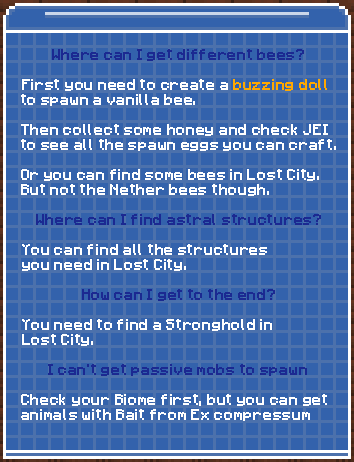 Where can I get different bees?
First you need to create a buzzing doll
to spawn a vanilla bee.
Then collect some honey and check JEI
to see all the spawn eggs you can craft.
Or you can find some bees in Lost City.
But not the Nether bees though.
Where can I find astral structures?
You can find all the structures
you need in Lost City.
How can I get to the end?
You need to find a Stronghold in
Lost City.
I can't get passive mobs to spawn
Check your Biome first, but you can get
animals with Bait from Ex compressum